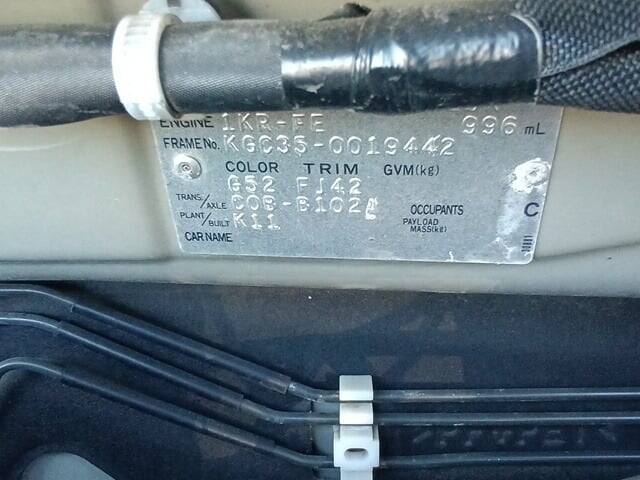 ENGINE 1KR-FE 996 mL
FRAME No. KGC35-0019442
COLOR TRIM GVM(kg)
G52 FJ42
TRANS./AXLE C0B-B102
OCCUPANTS C
PLANT/BUILT K11
PAYLOAD MASS(kg)
CAR NAME